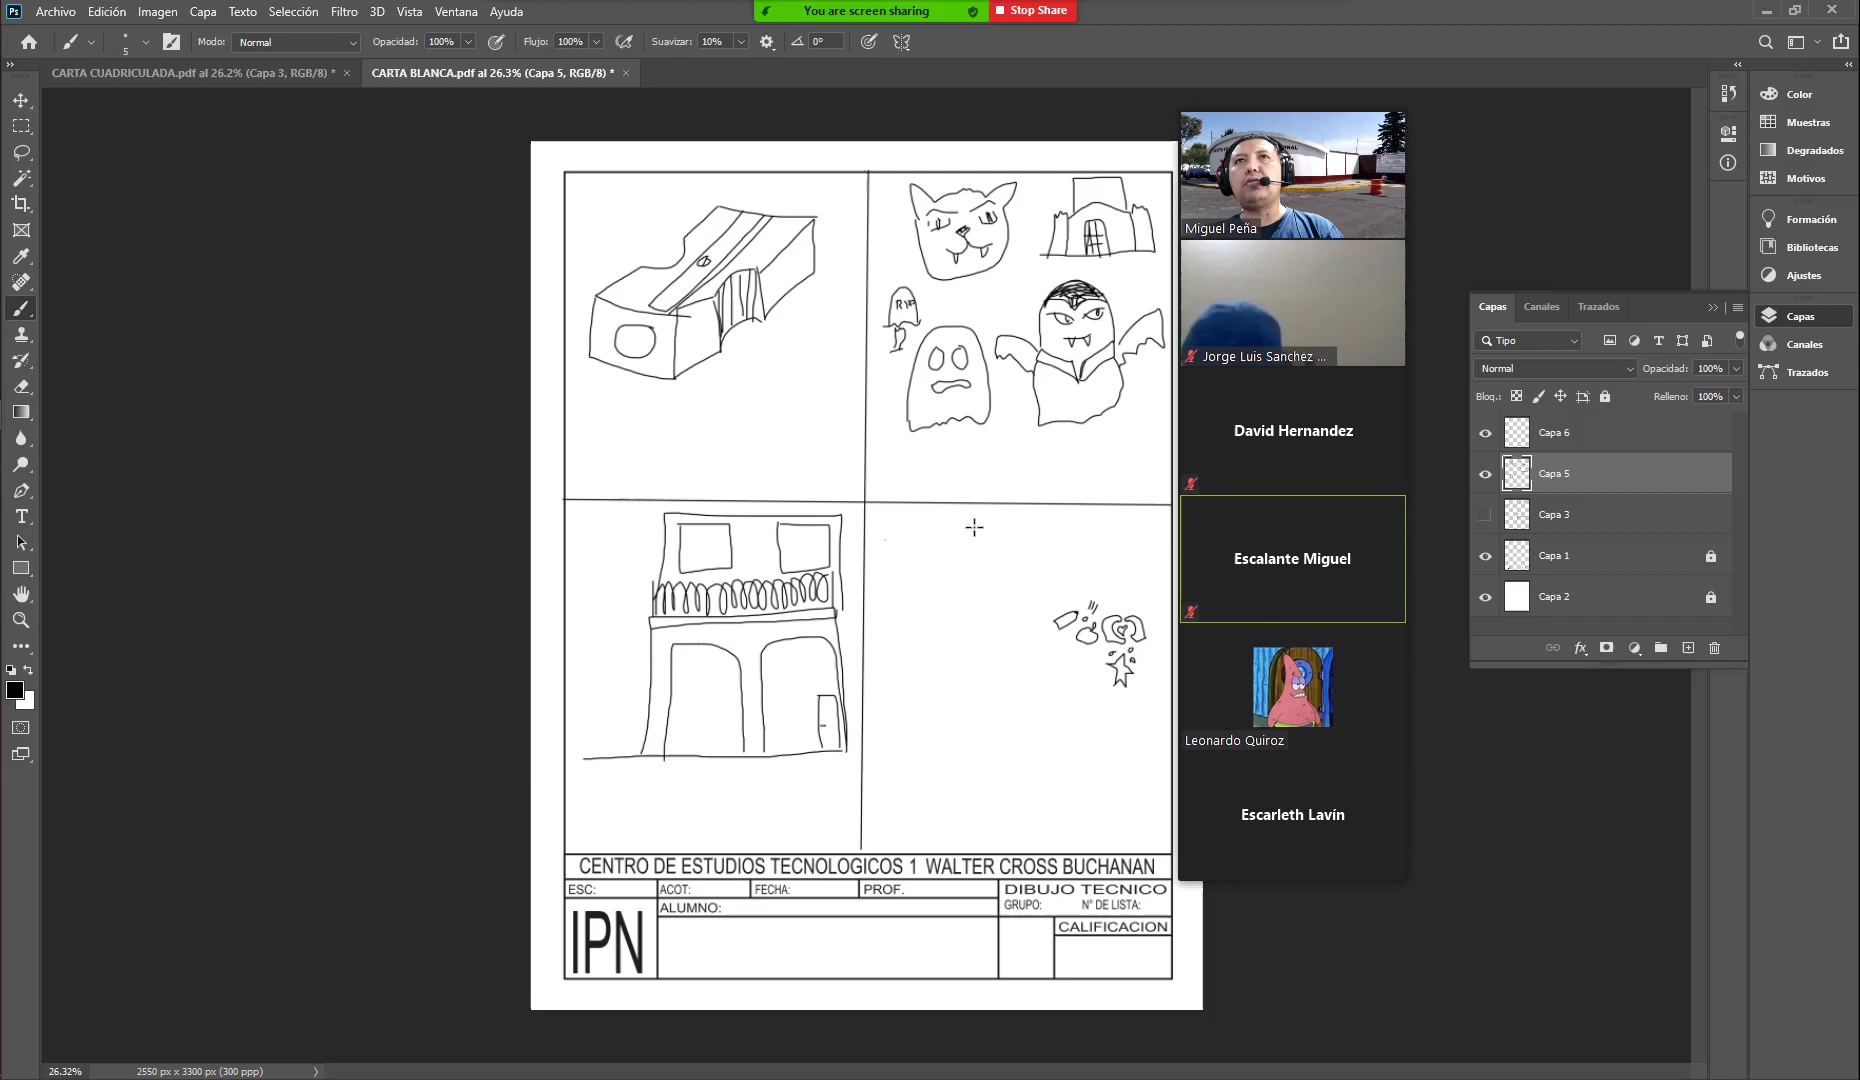 Ps Archivo Edición Imagen Capa Texto Selección Filtro 3D Vista Ventana Ayuda
You are screen sharing Stop Share
5 Modo: Normal Opacidad: 100% Flujo: 100% Suavizar: 10% 0°
CARTA CUADRICULADA.pdf al 26.2% (Capa 3, RGB/8) * ×
CARTA BLANCA.pdf al 26.3% (Capa 5, RGB/8) * ×
RIP
CENTRO DE ESTUDIOS TECNOLOGICOS 1 WALTER CROSS BUCHANAN
ESC: ACOT: FECHA: PROF. DIBUJO TECNICO
GRUPO: N° DE LISTA:
ALUMNO:
CALIFICACION
IPN
Miguel Peña
Jorge Luis Sanchez ...
David Hernandez
Escalante Miguel
Leonardo Quiroz
Escarleth Lavín
Color
Muestras
Degradados
Motivos
Formación
Bibliotecas
Ajustes
Capas
Canales
Trazados
Capas Canales Trazados
Tipo
Normal Opacidad: 100%
Bloq.: Relleno: 100%
Capa 6
Capa 5
Capa 3
Capa 1
Capa 2
fx
26.32% 2550 px x 3300 px (300 ppp)